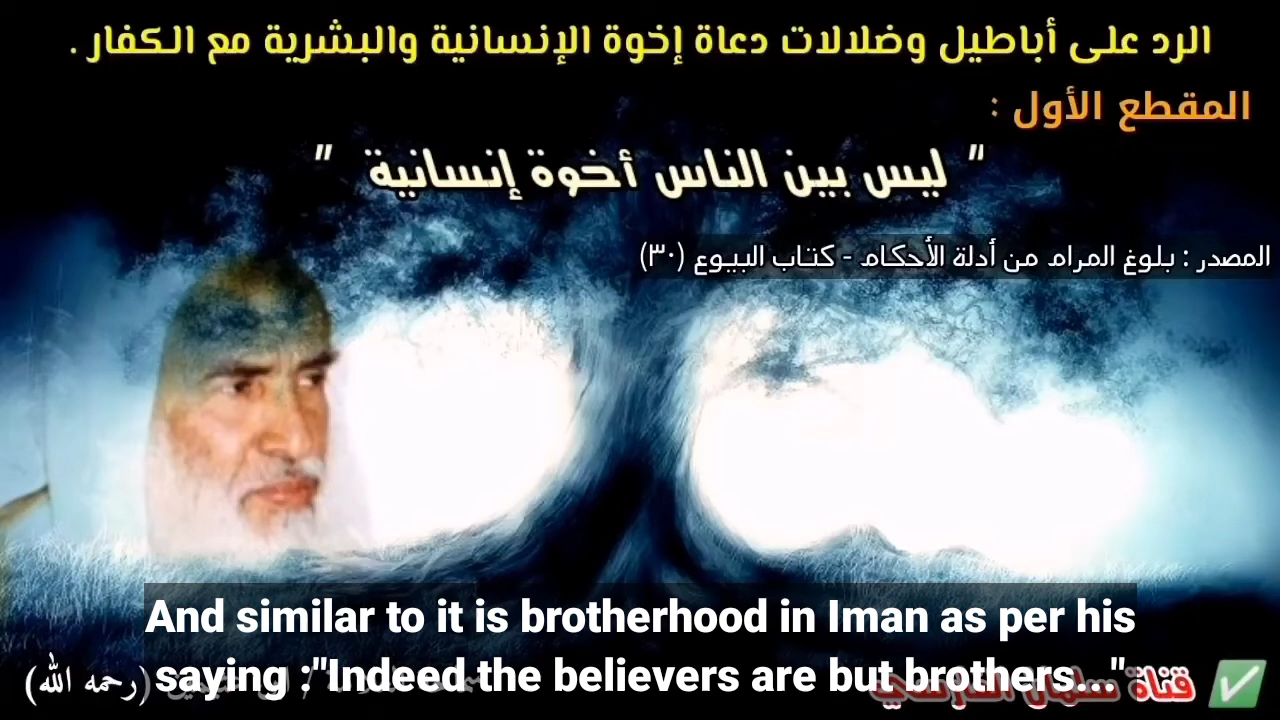 الرد على أباطيل وضلالات دعاة إخوة الإنسانية والبشرية مع الكفار .
المقطع الأول :
" ليس بين الناس أخوة إنسانية "
المصدر : بلوغ المرام من أدلة الأحكام - كتاب البيوع (٣٠)
And similar to it is brotherhood in Iman as per his
saying :"Indeed the believers are but brothers..."
(رحمه الله)
قناة سلمان الفارسي